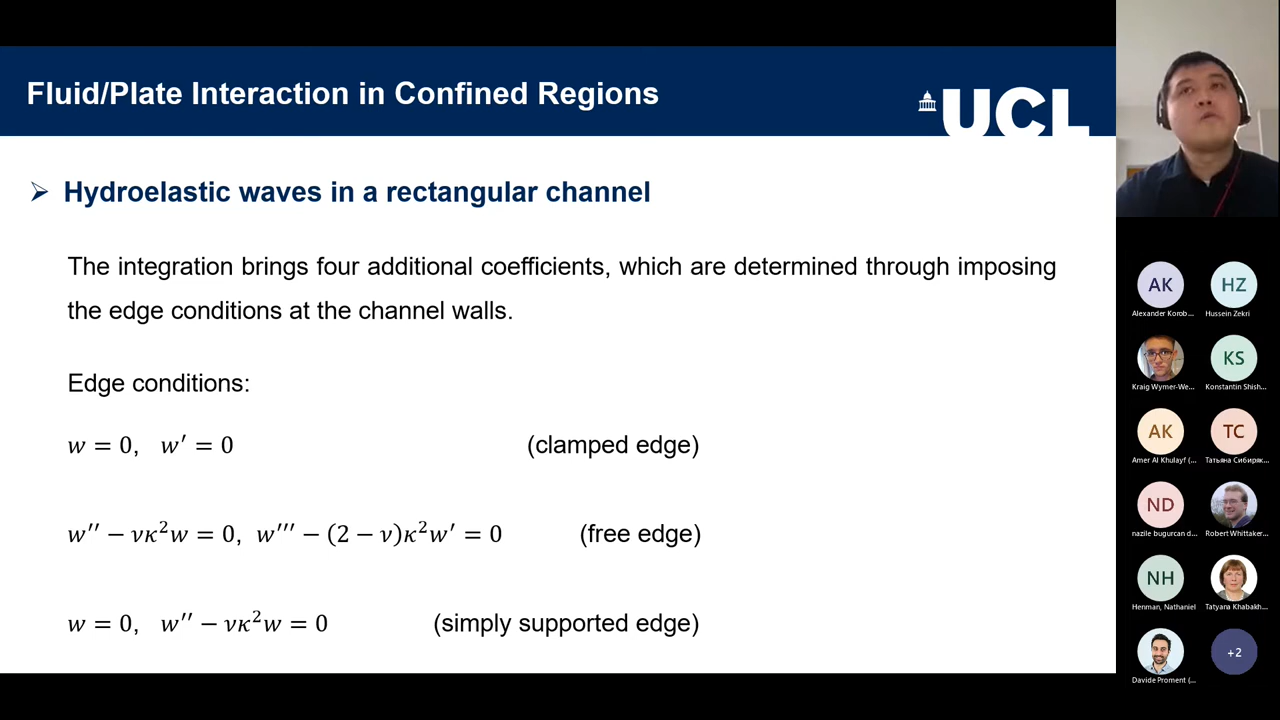 Fluid/Plate Interaction in Confined Regions
UCL
➢ Hydroelastic waves in a rectangular channel
The integration brings four additional coefficients, which are determined through imposing
the edge conditions at the channel walls.
Edge conditions:
w = 0, w′ = 0 (clamped edge)
w′′ − νκ²w = 0, w′′′ − (2 − ν)κ²w′ = 0 (free edge)
w = 0, w′′ − νκ²w = 0 (simply supported edge)
AK HZ
Alexander Korob... Hussein Zekri
KS
Kraig Wymer-We... Konstantin Shish...
AK TC
Amer Al Khulayf (... Татьяна Сибиряк...
ND
nazile bugurcan d... Robert Whittaker...
NH
Henman, Nathaniel Tatyana Khabakh...
+2
Davide Proment (...